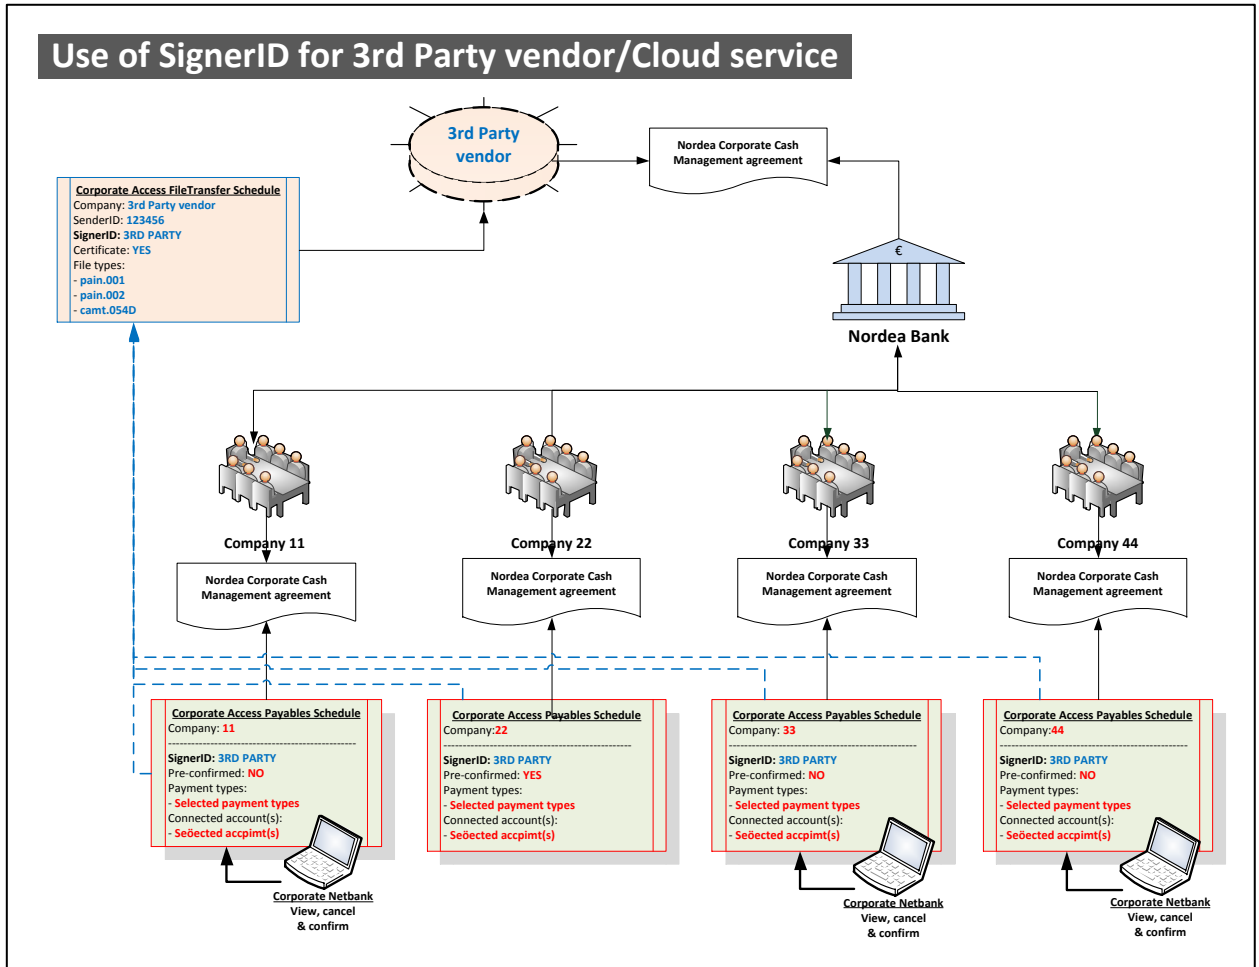 Use of SignerID for 3rd Party vendor/Cloud service
3rd Party
vendor
Nordea Corporate Cash
Management agreement
Corporate Access FileTransfer Schedule
Company: 3rd Party vendor
SenderID: 123456
SignerID: 3RD PARTY
Certificate: YES
File types:
- pain.001
- pain.002
- camt.054D
€
Nordea Bank
Company 11
Company 22
Company 33
Company 44
Nordea Corporate Cash
Management agreement
Nordea Corporate Cash
Management agreement
Nordea Corporate Cash
Management agreement
Nordea Corporate Cash
Management agreement
Corporate Access Payables Schedule
Company: 11
------------------------------------------------
SignerID: 3RD PARTY
Pre-confirmed: NO
Payment types:
- Selected payment types
Connected account(s):
- Seöected accpimt(s)
Corporate Netbank
View, cancel
& confirm
Corporate Access Payables Schedule
Company:22
------------------------------------------------
SignerID: 3RD PARTY
Pre-confirmed: YES
Payment types:
- Selected payment types
Connected account(s):
- Seöected accpimt(s)
Corporate Access Payables Schedule
Company: 33
------------------------------------------------
SignerID: 3RD PARTY
Pre-confirmed: NO
Payment types:
- Selected payment types
Connected account(s):
- Seöected accpimt(s)
Corporate Netbank
View, cancel
& confirm
Corporate Access Payables Schedule
Company:44
------------------------------------------------
SignerID: 3RD PARTY
Pre-confirmed: NO
Payment types:
- Selected payment types
Connected account(s):
- Seöected accpimt(s)
Corporate Netbank
View, cancel
& confirm